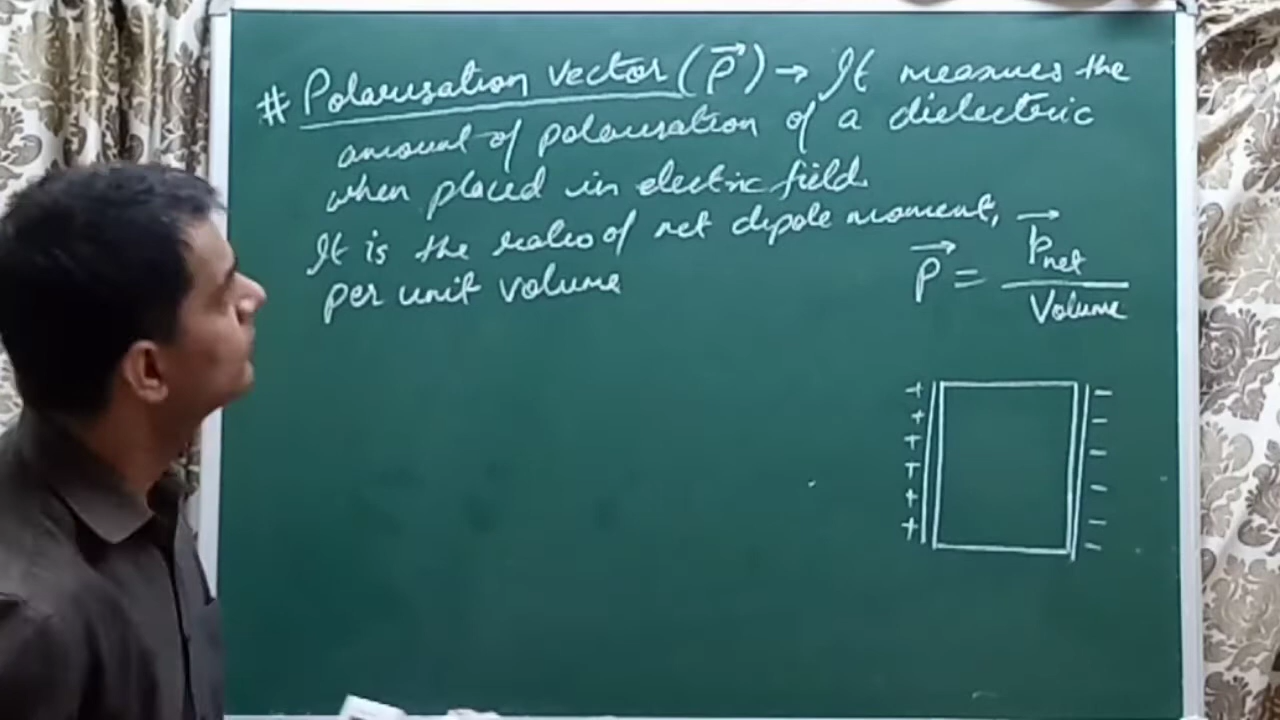 # Polarisation vector (P⃗) → It measures the
amount of polarisation of a dielectric
when placed in electric field.
It is the ratio of net dipole moment,
per unit volume
P⃗ = p⃗net / Volume
+ −
+ −
+ −
+ −
+ −
+ −